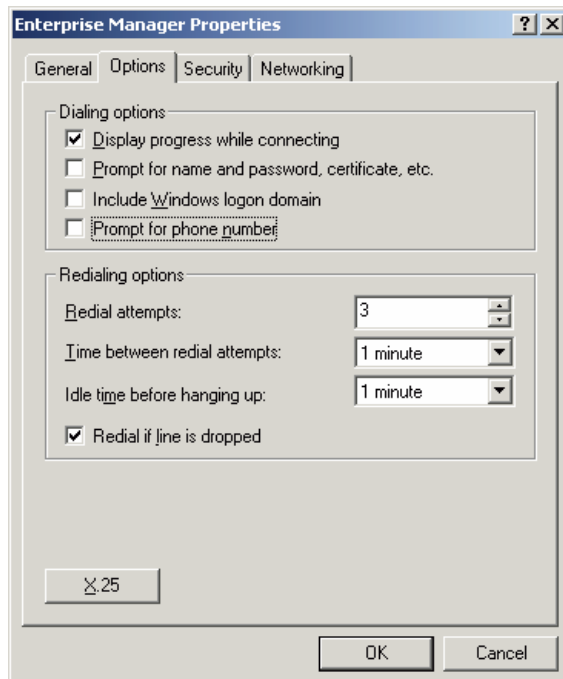 Enterprise Manager Properties
General Options Security Networking
Dialing options
Display progress while connecting
Prompt for name and password, certificate, etc.
Include Windows logon domain
Prompt for phone number
Redialing options
Redial attempts: 3
Time between redial attempts: 1 minute
Idle time before hanging up: 1 minute
Redial if line is dropped
X.25
OK Cancel